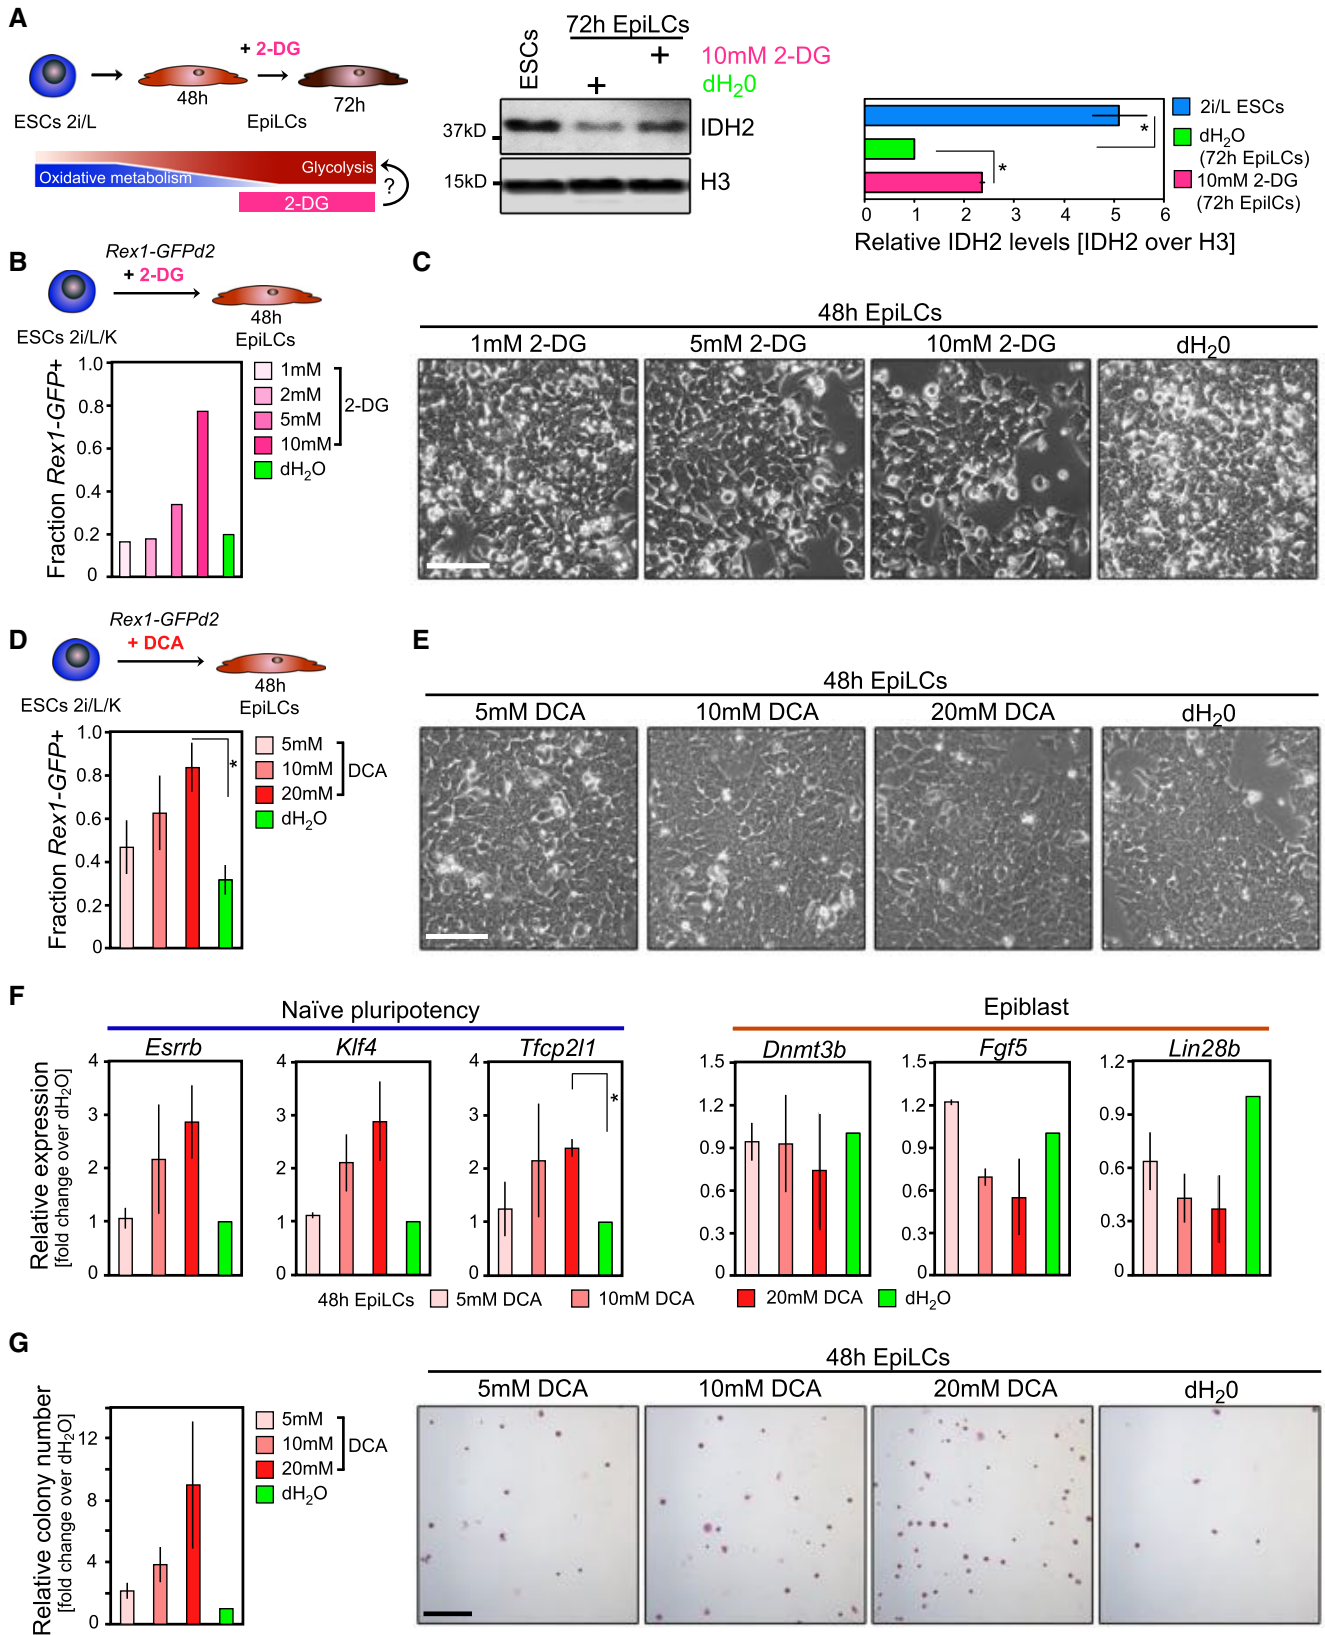 A
+ 2-DG
48h
72h
ESCs 2i/L
EpiLCs
Glycolysis
Oxidative metabolism
?
2-DG
ESCs
72h EpiLCs
+
10mM 2-DG
+
dH20
37kD
IDH2
15kD
H3
*
*
0 1 2 3 4 5 6
Relative IDH2 levels [IDH2 over H3]
2i/L ESCs
dH2O
(72h EpiLCs)
10mM 2-DG
(72h EpilCs)
B
Rex1-GFPd2
+ 2-DG
48h
ESCs 2i/L/K
EpiLCs
Fraction Rex1-GFP+
1.0
0.8
0.6
0.4
0.2
0
1mM
2mM
5mM
10mM
2-DG
dH2O
C
48h EpiLCs
1mM 2-DG
5mM 2-DG
10mM 2-DG
dH20
D
Rex1-GFPd2
+ DCA
48h
ESCs 2i/L/K
EpiLCs
Fraction Rex1-GFP+
1.0
0.8
0.6
0.4
0.2
0
*
5mM
10mM
20mM
DCA
dH2O
E
48h EpiLCs
5mM DCA
10mM DCA
20mM DCA
dH20
F
Naïve pluripotency
Epiblast
Relative expression
[fold change over dH2O]
Esrrb
4
3
2
1
0
Klf4
4
3
2
1
0
Tfcp2l1
4
3
2
1
0
*
Dnmt3b
1.5
1.2
0.9
0.6
0.3
0
Fgf5
1.5
1.2
0.9
0.6
0.3
0
Lin28b
1.2
0.9
0.6
0.3
0
48h EpiLCs
5mM DCA
10mM DCA
20mM DCA
dH2O
G
Relative colony number
[fold change over dH2O]
12
8
4
0
5mM
10mM
20mM
DCA
dH2O
48h EpiLCs
5mM DCA
10mM DCA
20mM DCA
dH20